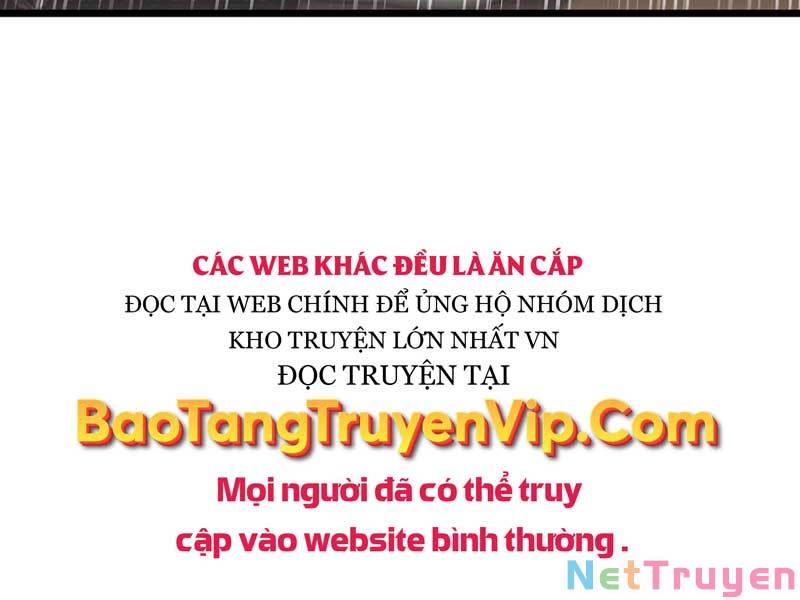 CÁC WEB KHÁC ĐỀU LÀ ĂN CẮP
ĐỌC TẠI WEB CHÍNH ĐỂ ỦNG HỘ NHÓM DỊCH
KHO TRUYỆN LỚN NHẤT VN
ĐỌC TRUYỆN TẠI
BaoTangTruyenVip.Com
Mọi người đã có thể truy
cập vào website bình thường .
NetTruyen